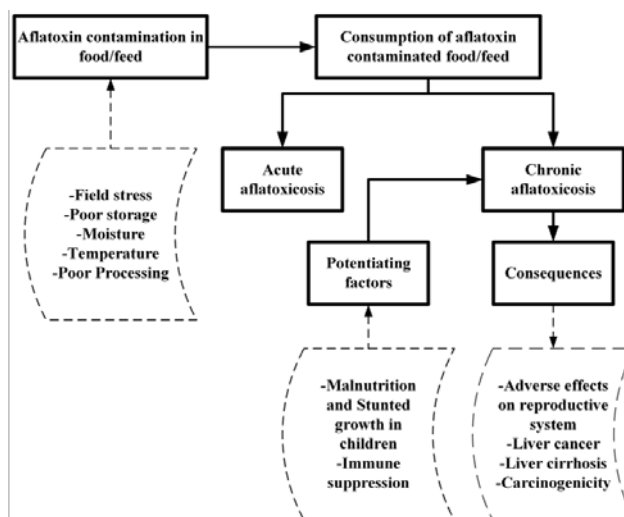 Aflatoxin contamination in
food/feed
Consumption of aflatoxin
contaminated food/feed
Acute
aflatoxicosis
Chronic
aflatoxicosis
-Field stress
-Poor storage
-Moisture
-Temperature
-Poor Processing
Potentiating
factors
Consequences
-Malnutrition
and Stunted
growth in
children
-Immune
suppression
-Adverse effects
on reproductive
system
-Liver cancer
-Liver cirrhosis
-Carcinogenicity